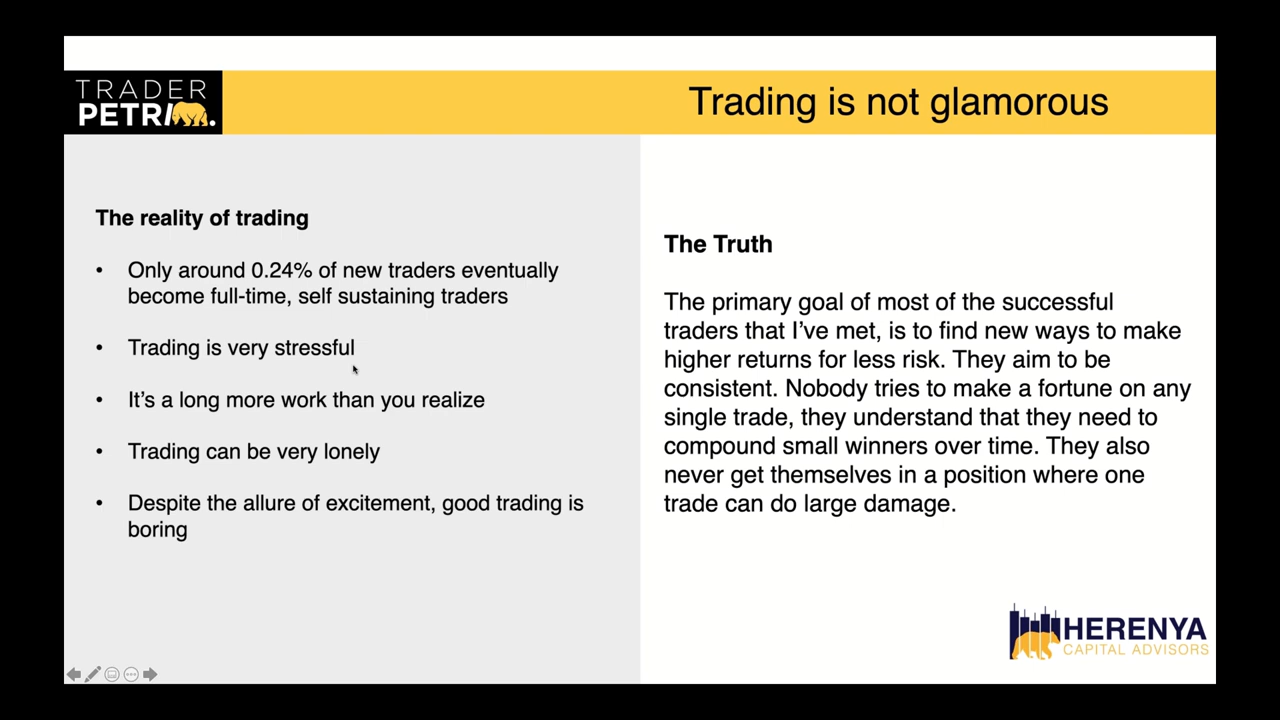 TRADER
PETRI.
Trading is not glamorous
The reality of trading
• Only around 0.24% of new traders eventually
become full-time, self sustaining traders
• Trading is very stressful
• It’s a long more work than you realize
• Trading can be very lonely
• Despite the allure of excitement, good trading is
boring
The Truth
The primary goal of most of the successful
traders that I’ve met, is to find new ways to make
higher returns for less risk. They aim to be
consistent. Nobody tries to make a fortune on any
single trade, they understand that they need to
compound small winners over time. They also
never get themselves in a position where one
trade can do large damage.
HERENYA
CAPITAL ADVISORS